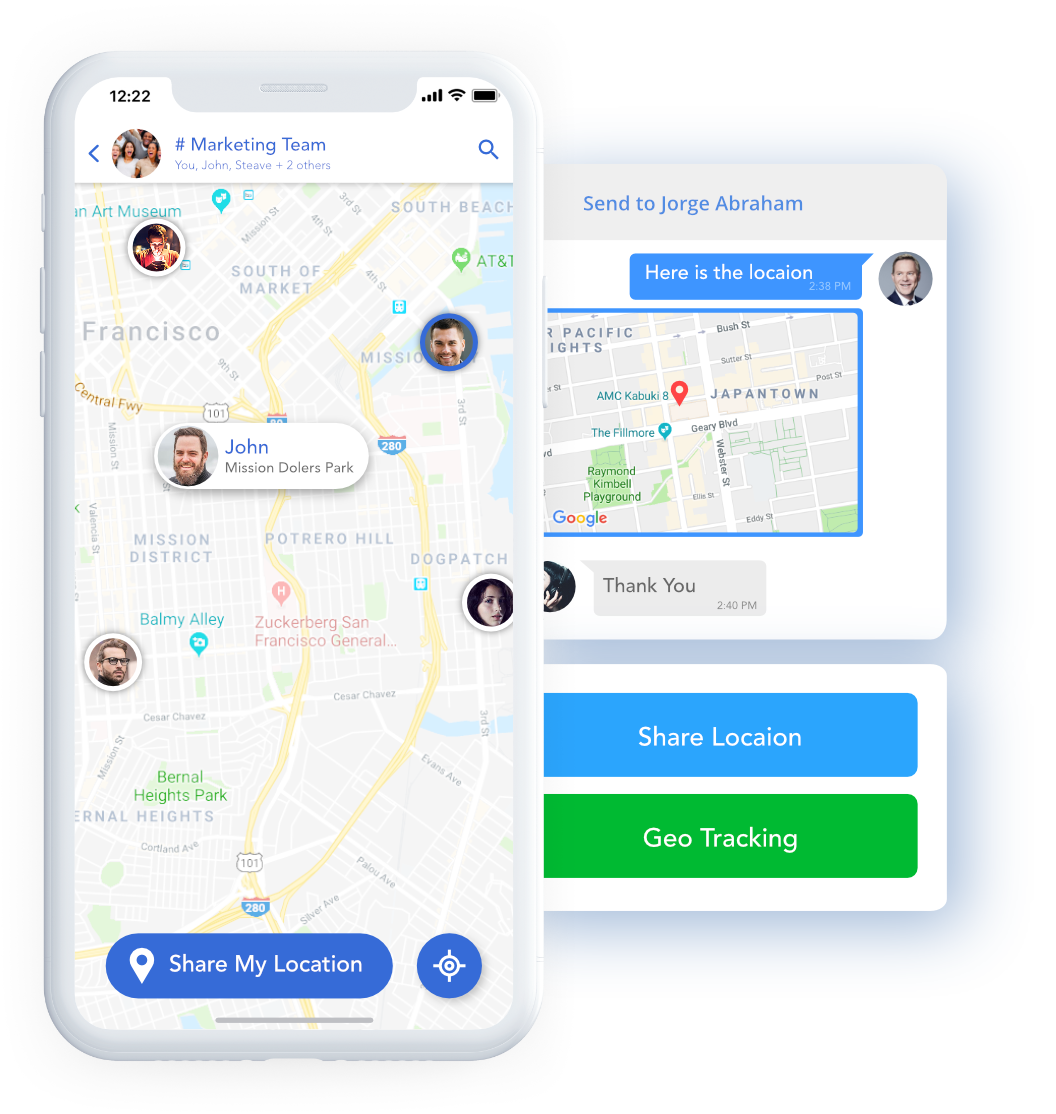 12:22
# Marketing Team
You, John, Steave + 2 others
an Art Museum
3rd St
4th St
Mission St
SOUTH BEACH
AT&T
SOUTH OF
MARKET
4th St
Francisco
MISSION
9th St
Central Fwy
101
80
3rd St
280
John
Mission Dolers Park
Mission St
Valencia St
MISSION
DISTRICT
POTRERO HILL
DOGPATCH
H
Balmy Alley
Zuckerberg San
Francisco General...
Cesar Chavez
Cesar Chavez
3rd St
Mission St
Evans Ave
Bernal
Heights Park
ERNAL HEIGHTS
Cortland Ave
101
Palou Ave
280
Silver Ave
Share My Location
Send to Jorge Abraham
Here is the locaion
2:38 PM
R PACIFIC
IGHTS
Bush St
Sutter St
Post St
er St
AMC Kabuki 8
JAPANTOWN
The Fillmore
Geary Blvd
vd
Webster St
Raymond
Kimbell
Playground
Ellis St
Eddy St
Google
Thank You
2:40 PM
Share Locaion
Geo Tracking